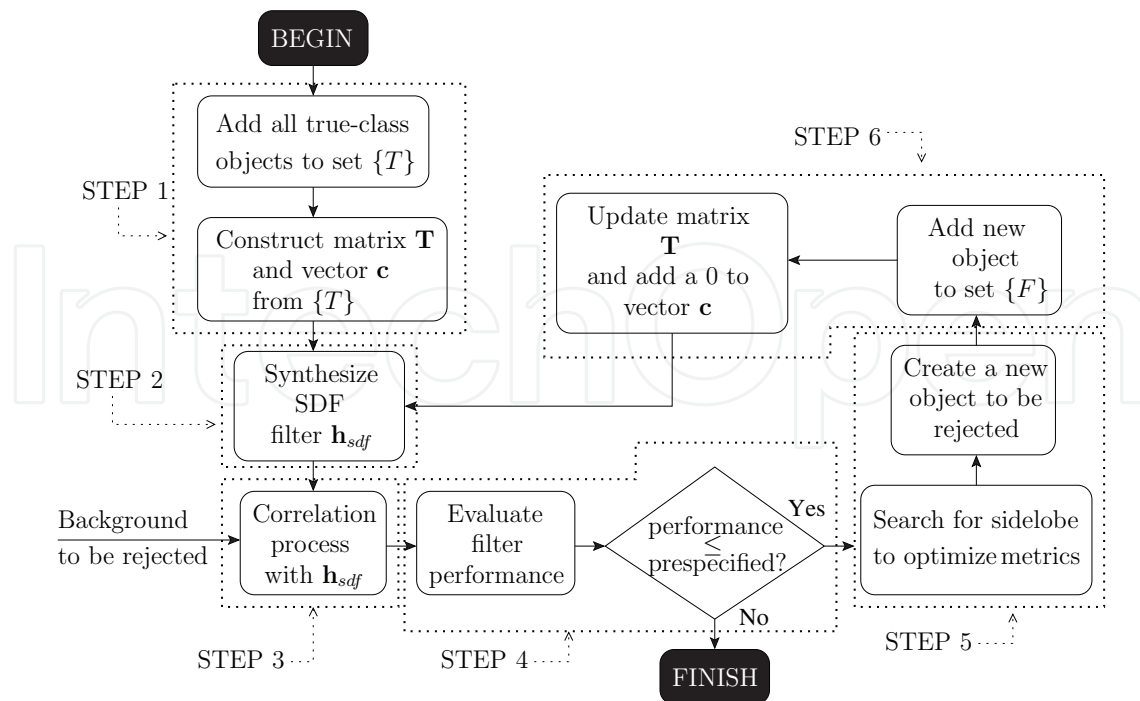 BEGIN
Add all true-class
objects to set {T}
STEP 1
Construct matrix T
and vector c
from {T}
STEP 2
Synthesize
SDF
filter h_sdf
Background
to be rejected
Correlation
process
with h_sdf
STEP 3
Evaluate
filter
performance
STEP 4
performance
≤
prespecified?
Yes
No
FINISH
Search for sidelobe
to optimize metrics
Create a new
object to be
rejected
STEP 5
STEP 6
Add new
object
to set {F}
Update matrix
T
and add a 0 to
vector c
IntechOpen